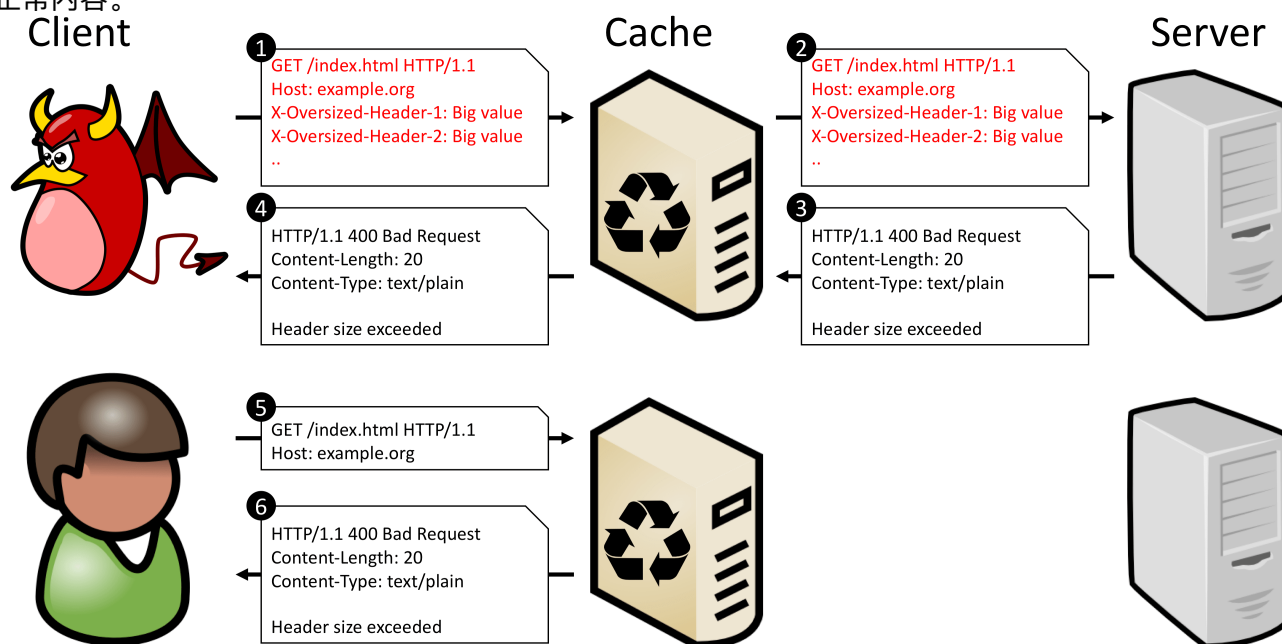 正常内容。
Client
Cache
Server
1
GET /index.html HTTP/1.1
Host: example.org
X-Oversized-Header-1: Big value
X-Oversized-Header-2: Big value
..
2
GET /index.html HTTP/1.1
Host: example.org
X-Oversized-Header-1: Big value
X-Oversized-Header-2: Big value
..
4
HTTP/1.1 400 Bad Request
Content-Length: 20
Content-Type: text/plain
Header size exceeded
3
HTTP/1.1 400 Bad Request
Content-Length: 20
Content-Type: text/plain
Header size exceeded
5
GET /index.html HTTP/1.1
Host: example.org
6
HTTP/1.1 400 Bad Request
Content-Length: 20
Content-Type: text/plain
Header size exceeded